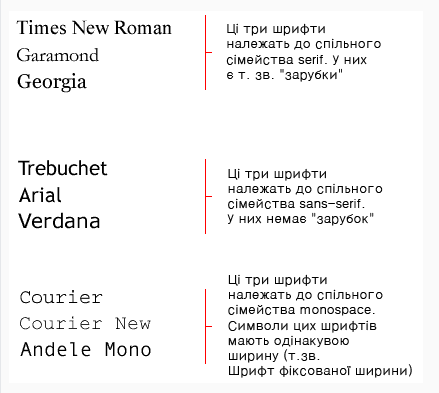 Times New Roman
Garamond
Georgia
Ці три шрифти
належать до спільного
сімейства serif. У них
є т. зв. "зарубки"
Trebuchet
Arial
Verdana
Ці три шрифти
належать до спільного
сімейства sans-serif.
У них немає "зарубок"
Courier
Courier New
Andele Mono
Ці три шрифти
належать до спільного
сімейства monospace.
Символи цих шрифтів
мають одінакувою
ширину (т.зв.
Шрифт фіксованої ширини)